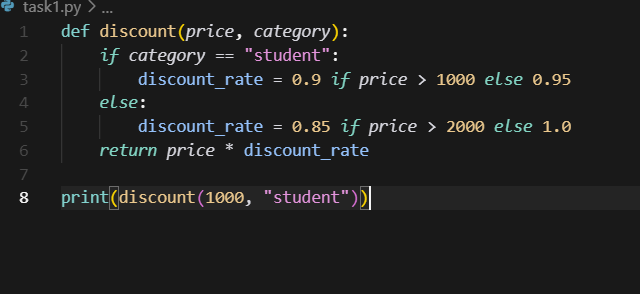 task1.py > ...
1 def discount(price, category):
2     if category == "student":
3         discount_rate = 0.9 if price > 1000 else 0.95
4     else:
5         discount_rate = 0.85 if price > 2000 else 1.0
6     return price * discount_rate
7
8 print(discount(1000, "student"))